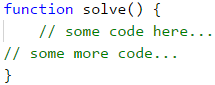 function solve() {
    // some code here...
// some more code...
}